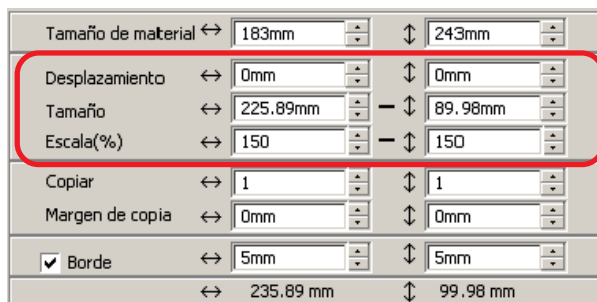 Tamaño de material ↔ 183mm ↕ 243mm
Desplazamiento ↔ 0mm ↕ 0mm
Tamaño ↔ 225.89mm ↕ 89.98mm
Escala(%) ↔ 150 ↕ 150
Copiar ↔ 1 ↕ 1
Margen de copia ↔ 0mm ↕ 0mm
Borde ↔ 5mm ↕ 5mm
↔ 235.89 mm ↕ 99.98 mm